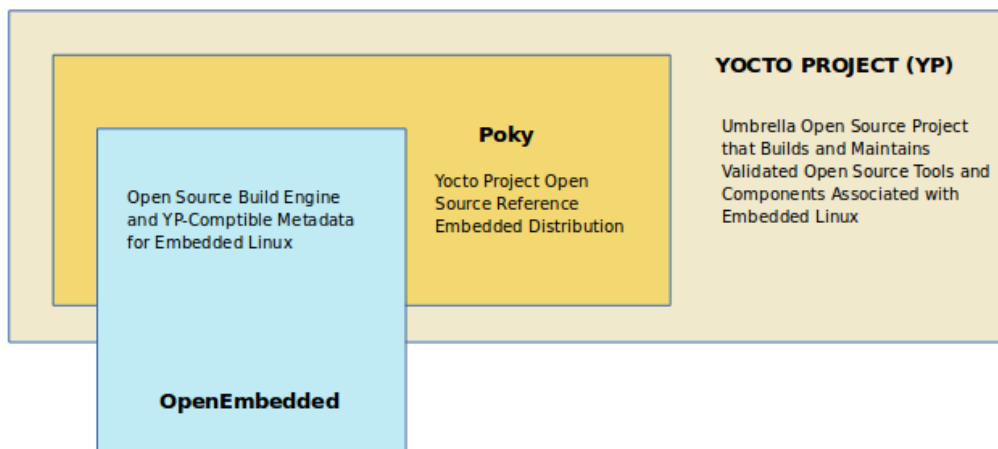 YOCTO PROJECT (YP)
Umbrella Open Source Project
that Builds and Maintains
Validated Open Source Tools and
Components Associated with
Embedded Linux
Poky
Yocto Project Open
Source Reference
Embedded Distribution
Open Source Build Engine
and YP-Comptible Metadata
for Embedded Linux
OpenEmbedded